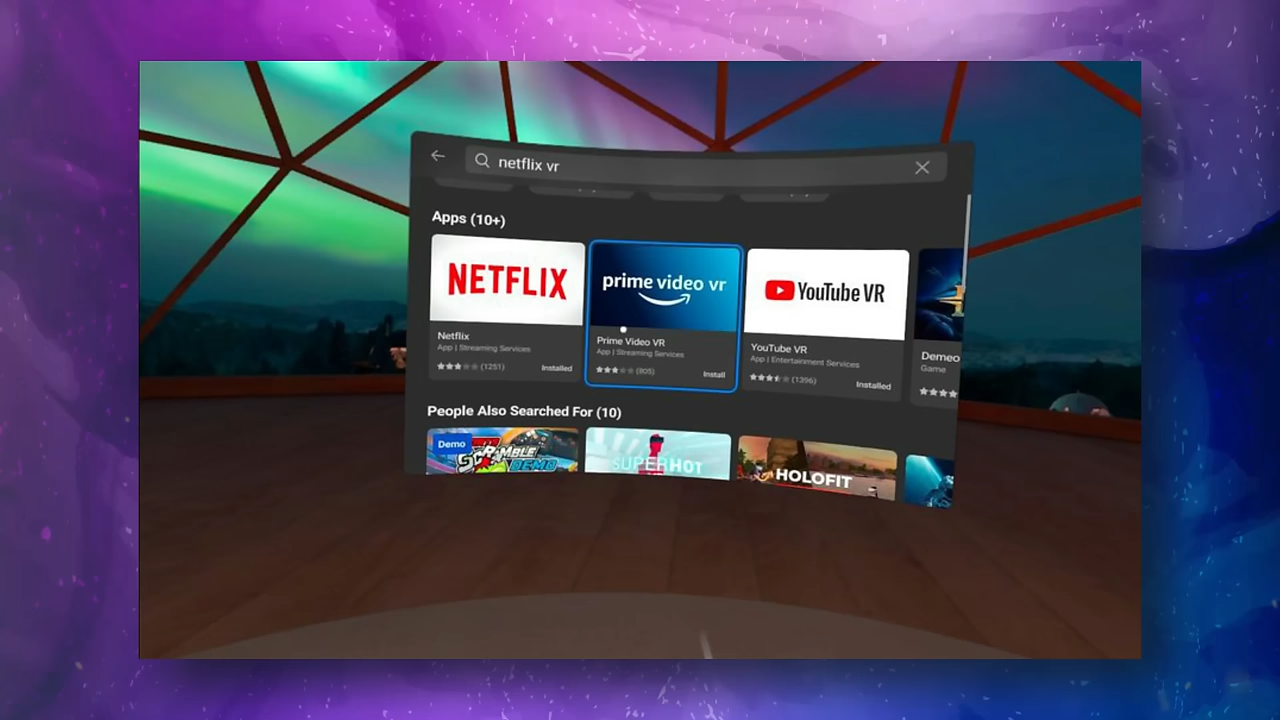 netflix vr
Apps (10+)
NETFLIX
Netflix
App | Streaming Services
(1251)
Installed
prime video vr
Prime Video VR
App | Streaming Services
(805)
Install
YouTube VR
YouTube VR
App | Entertainment Services
(1396)
Installed
Demeo
Game
People Also Searched For (10)
Demo
SCRAMBLE
DEMO
SUPERHOT
HOLOFIT